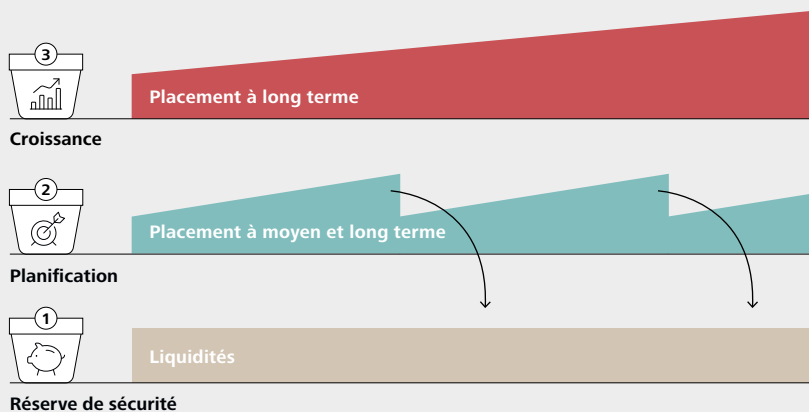 3
Placement à long terme
Croissance
2
Placement à moyen et long terme
Planification
1
Liquidités
Réserve de sécurité